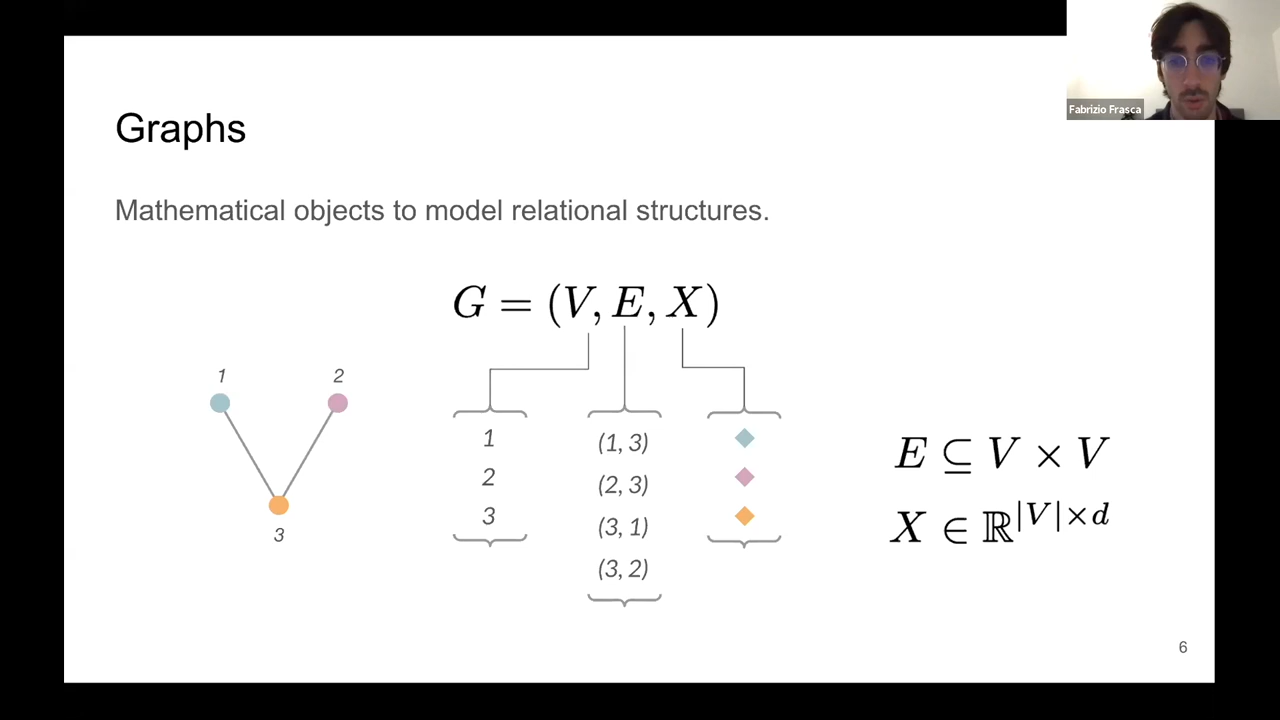 Fabrizio Frasca
Graphs
Mathematical objects to model relational structures.
G = (V, E, X)
1 2
3
1
2
3
(1, 3)
(2, 3)
(3, 1)
(3, 2)
E ⊆ V × V
X ∈ ℝ^{|V|×d}
6